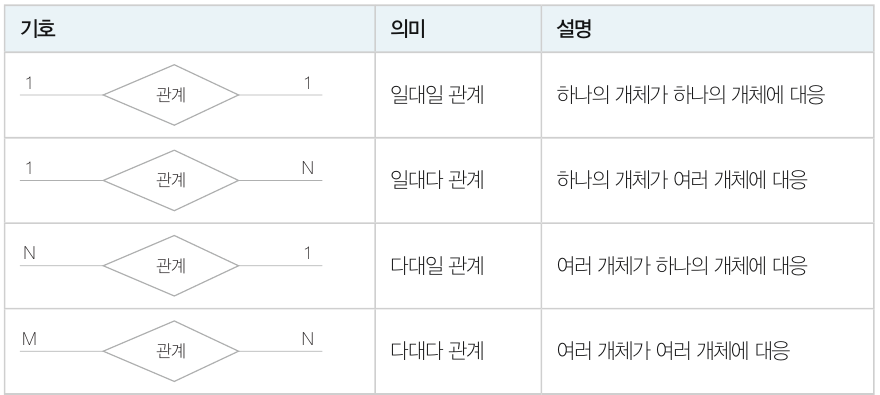 기호 의미 설명
1 관계 1 일대일 관계 하나의 개체가 하나의 개체에 대응
1 관계 N 일대다 관계 하나의 개체가 여러 개체에 대응
N 관계 1 다대일 관계 여러 개체가 하나의 개체에 대응
M 관계 N 다대다 관계 여러 개체가 여러 개체에 대응